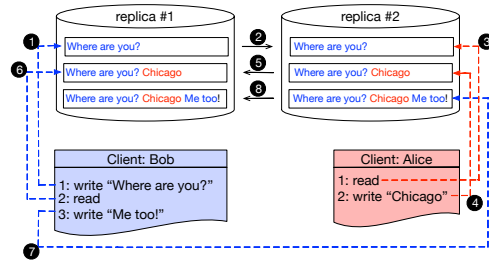 replica #1
replica #2
1
2
3
Where are you?
Where are you?
6
5
Where are you? Chicago
Where are you? Chicago
8
Where are you? Chicago Me too!
Where are you? Chicago Me too!
Client: Bob
1: write “Where are you?”
2: read
3: write “Me too!”
Client: Alice
1: read
2: write “Chicago”
4
7